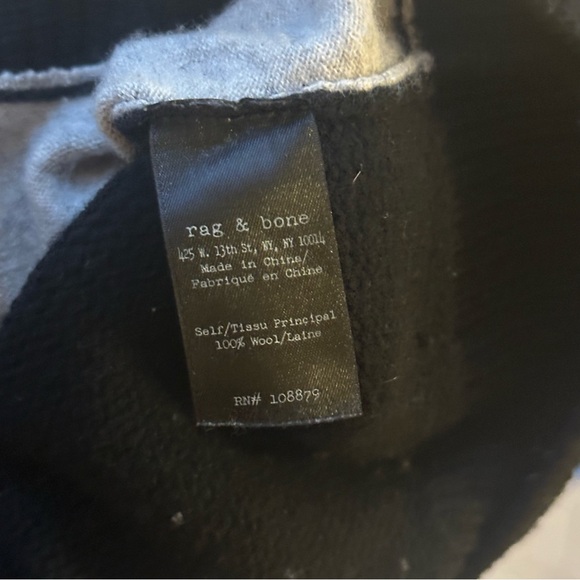 rag & bone
425 W. 13th St, NY, NY 10014
Made in China/
Fabriqué en Chine
Self/Tissu Principal
100% Wool/Laine
RN# 108879